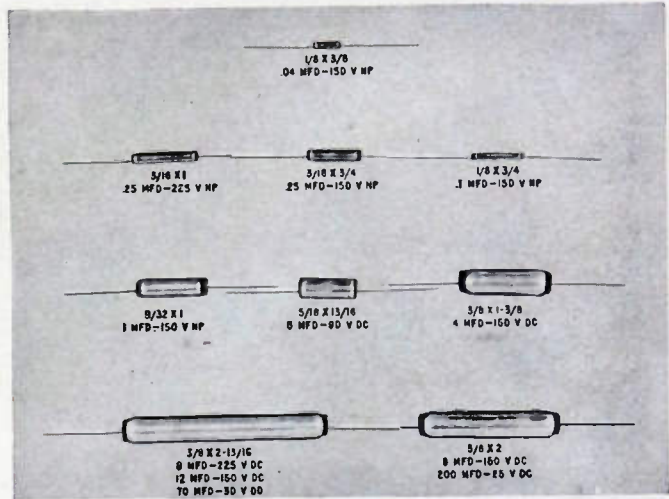 1/8 X 3/8
.04 MFD-150 V NP
3/16 X 1
.25 MFD-225 V NP
3/16 X 3/4
.25 MFD-150 V NP
1/8 X 3/4
.1 MFD-150 V NP
9/32 X 1
1 MFD-150 V NP
5/16 X 13/16
6 MFD-90 V DC
3/8 X 1-3/8
4 MFD-150 V DC
3/8 X 2-13/16
8 MFD-225 V DC
12 MFD-150 V DC
70 MFD-30 V DC
3/8 X 2
8 MFD-150 V DC
200 MFD-25 V DC